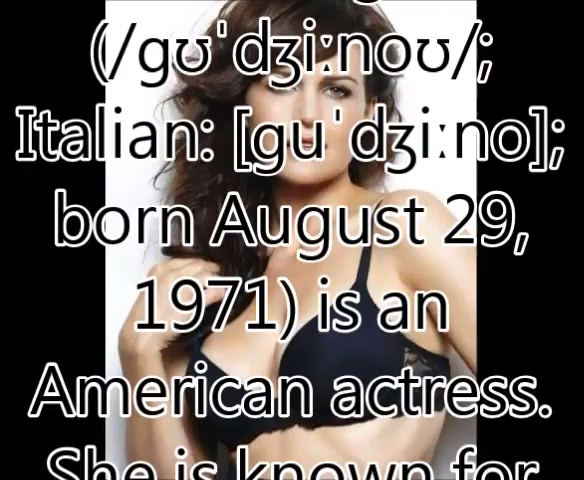 (/ɡʊˈdʒiːnoʊ/;
Italian: [ɡuˈdʒiːno];
born August 29,
1971) is an
American actress.
She is known for